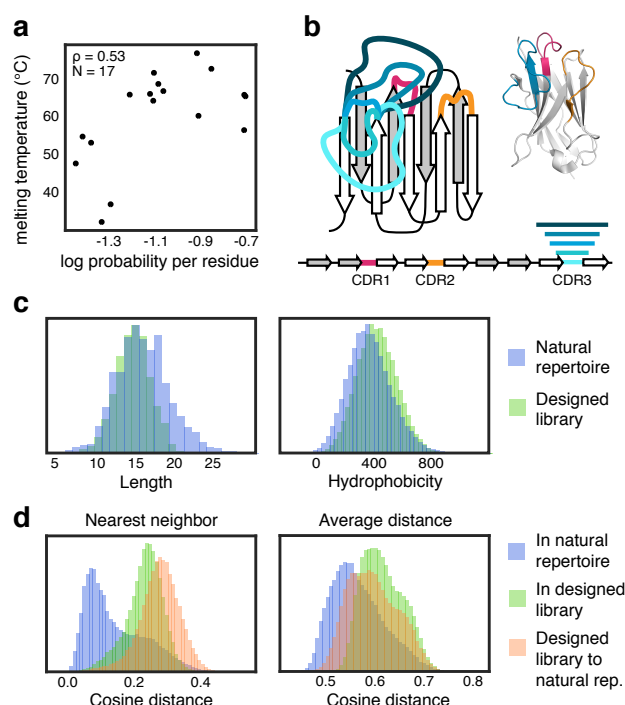 a
ρ = 0.53
N = 17
melting temperature (°C)
70
60
50
40
-1.3
-1.1
-0.9
-0.7
log probability per residue
b
CDR1
CDR2
CDR3
c
5
10
15
20
25
Length
0
400
800
Hydrophobicity
Natural
repertoire
Designed
library
d
Nearest neighbor
0.0
0.2
0.4
Cosine distance
Average distance
0.5
0.6
0.7
0.8
Cosine distance
In natural
repertoire
In designed
library
Designed
library to
natural rep.